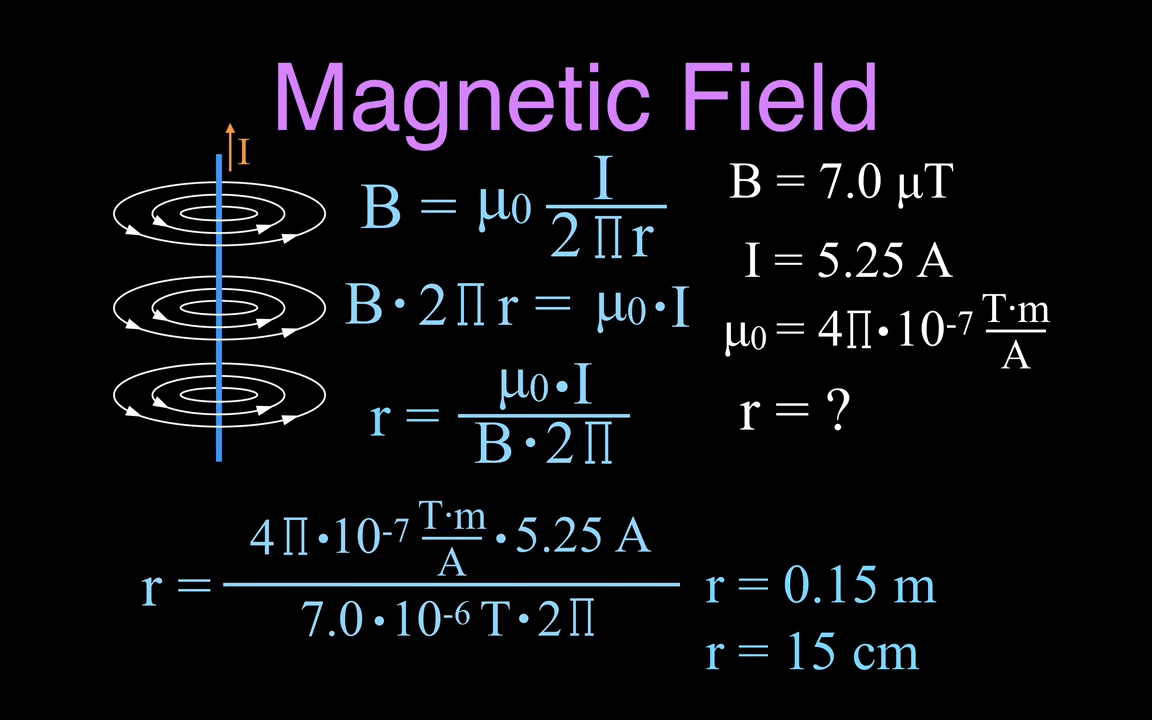 Magnetic Field
I
B = μ₀ I / 2∏r
B・2∏r = μ₀・I
r = μ₀・I / B・2∏
B = 7.0 μT
I = 5.25 A
μ₀ = 4∏・10⁻⁷ T·m / A
r = ?
r = 4∏・10⁻⁷ T·m / A ・5.25 A / 7.0・10⁻⁶ T・2∏
r = 0.15 m
r = 15 cm